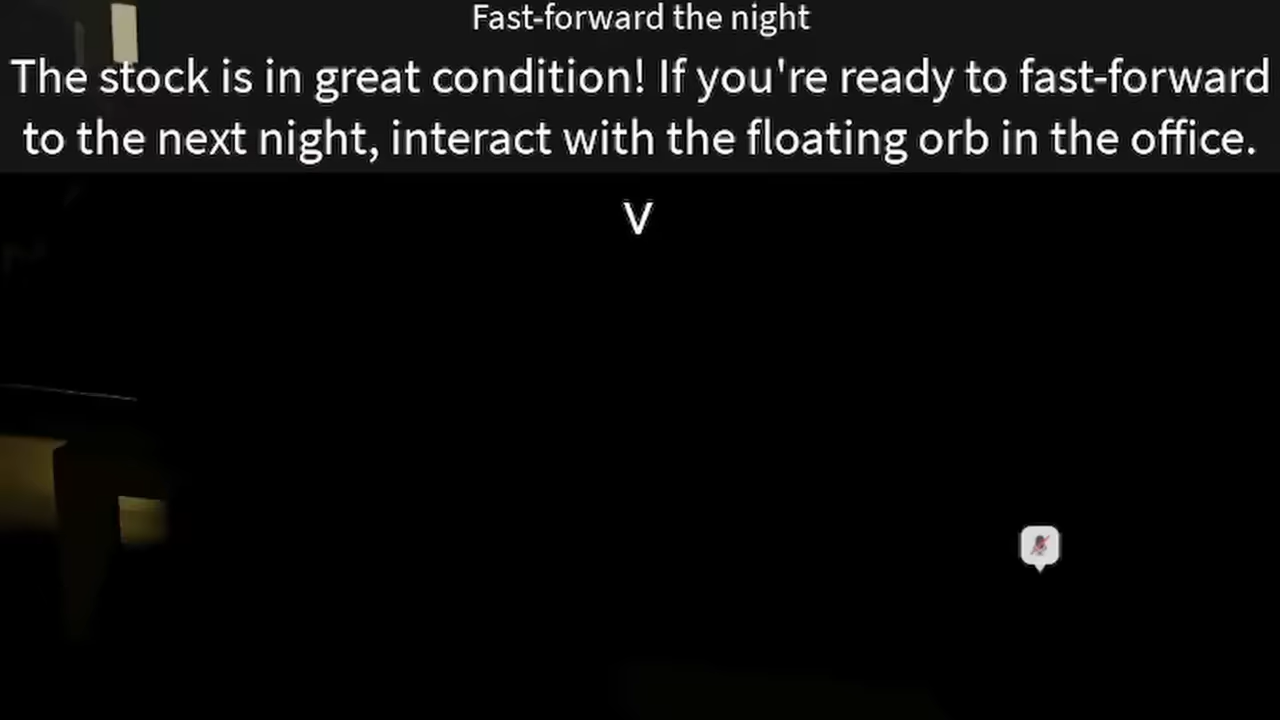 Fast-forward the night
The stock is in great condition! If you're ready to fast-forward
to the next night, interact with the floating orb in the office.
V